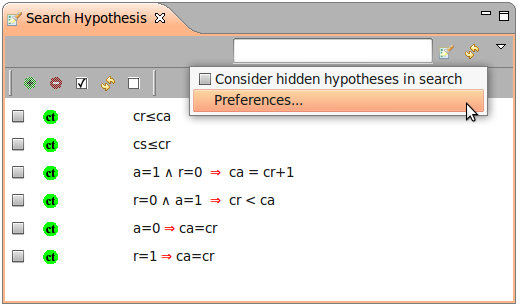 Search Hypothesis
Consider hidden hypotheses in search
Preferences...
ct cr≤ca
ct cs≤cr
ct a=1 ∧ r=0 ⇒ ca = cr+1
ct r=0 ∧ a=1 ⇒ cr < ca
ct a=0 ⇒ ca=cr
ct r=1 ⇒ ca=cr